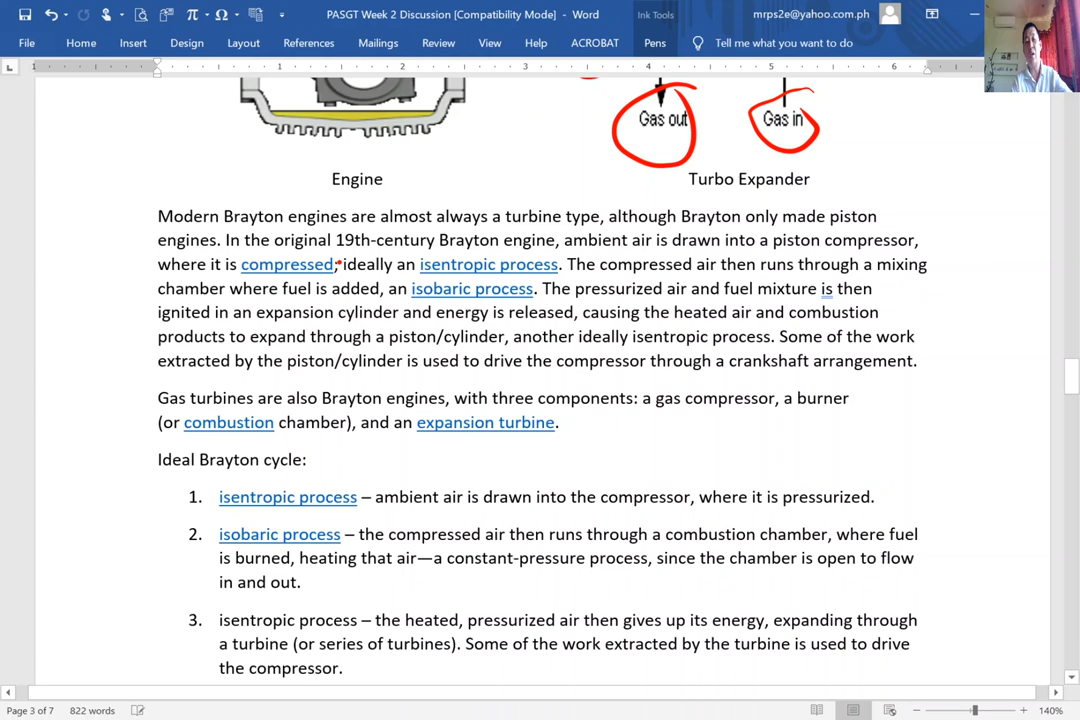 PASGT Week 2 Discussion [Compatibility Mode] - Word
Ink Tools
mrps2e@yahoo.com.ph
File Home Insert Design Layout References Mailings Review View Help ACROBAT Pens Tell me what you want to do
1 1 2 3 4 5 6
Gas out Gas in
Engine Turbo Expander
Modern Brayton engines are almost always a turbine type, although Brayton only made piston
engines. In the original 19th-century Brayton engine, ambient air is drawn into a piston compressor,
where it is compressed; ideally an isentropic process. The compressed air then runs through a mixing
chamber where fuel is added, an isobaric process. The pressurized air and fuel mixture is then
ignited in an expansion cylinder and energy is released, causing the heated air and combustion
products to expand through a piston/cylinder, another ideally isentropic process. Some of the work
extracted by the piston/cylinder is used to drive the compressor through a crankshaft arrangement.
Gas turbines are also Brayton engines, with three components: a gas compressor, a burner
(or combustion chamber), and an expansion turbine.
Ideal Brayton cycle:
1. isentropic process – ambient air is drawn into the compressor, where it is pressurized.
2. isobaric process – the compressed air then runs through a combustion chamber, where fuel
is burned, heating that air—a constant-pressure process, since the chamber is open to flow
in and out.
3. isentropic process – the heated, pressurized air then gives up its energy, expanding through
a turbine (or series of turbines). Some of the work extracted by the turbine is used to drive
the compressor.
Page 3 of 7 822 words 140%